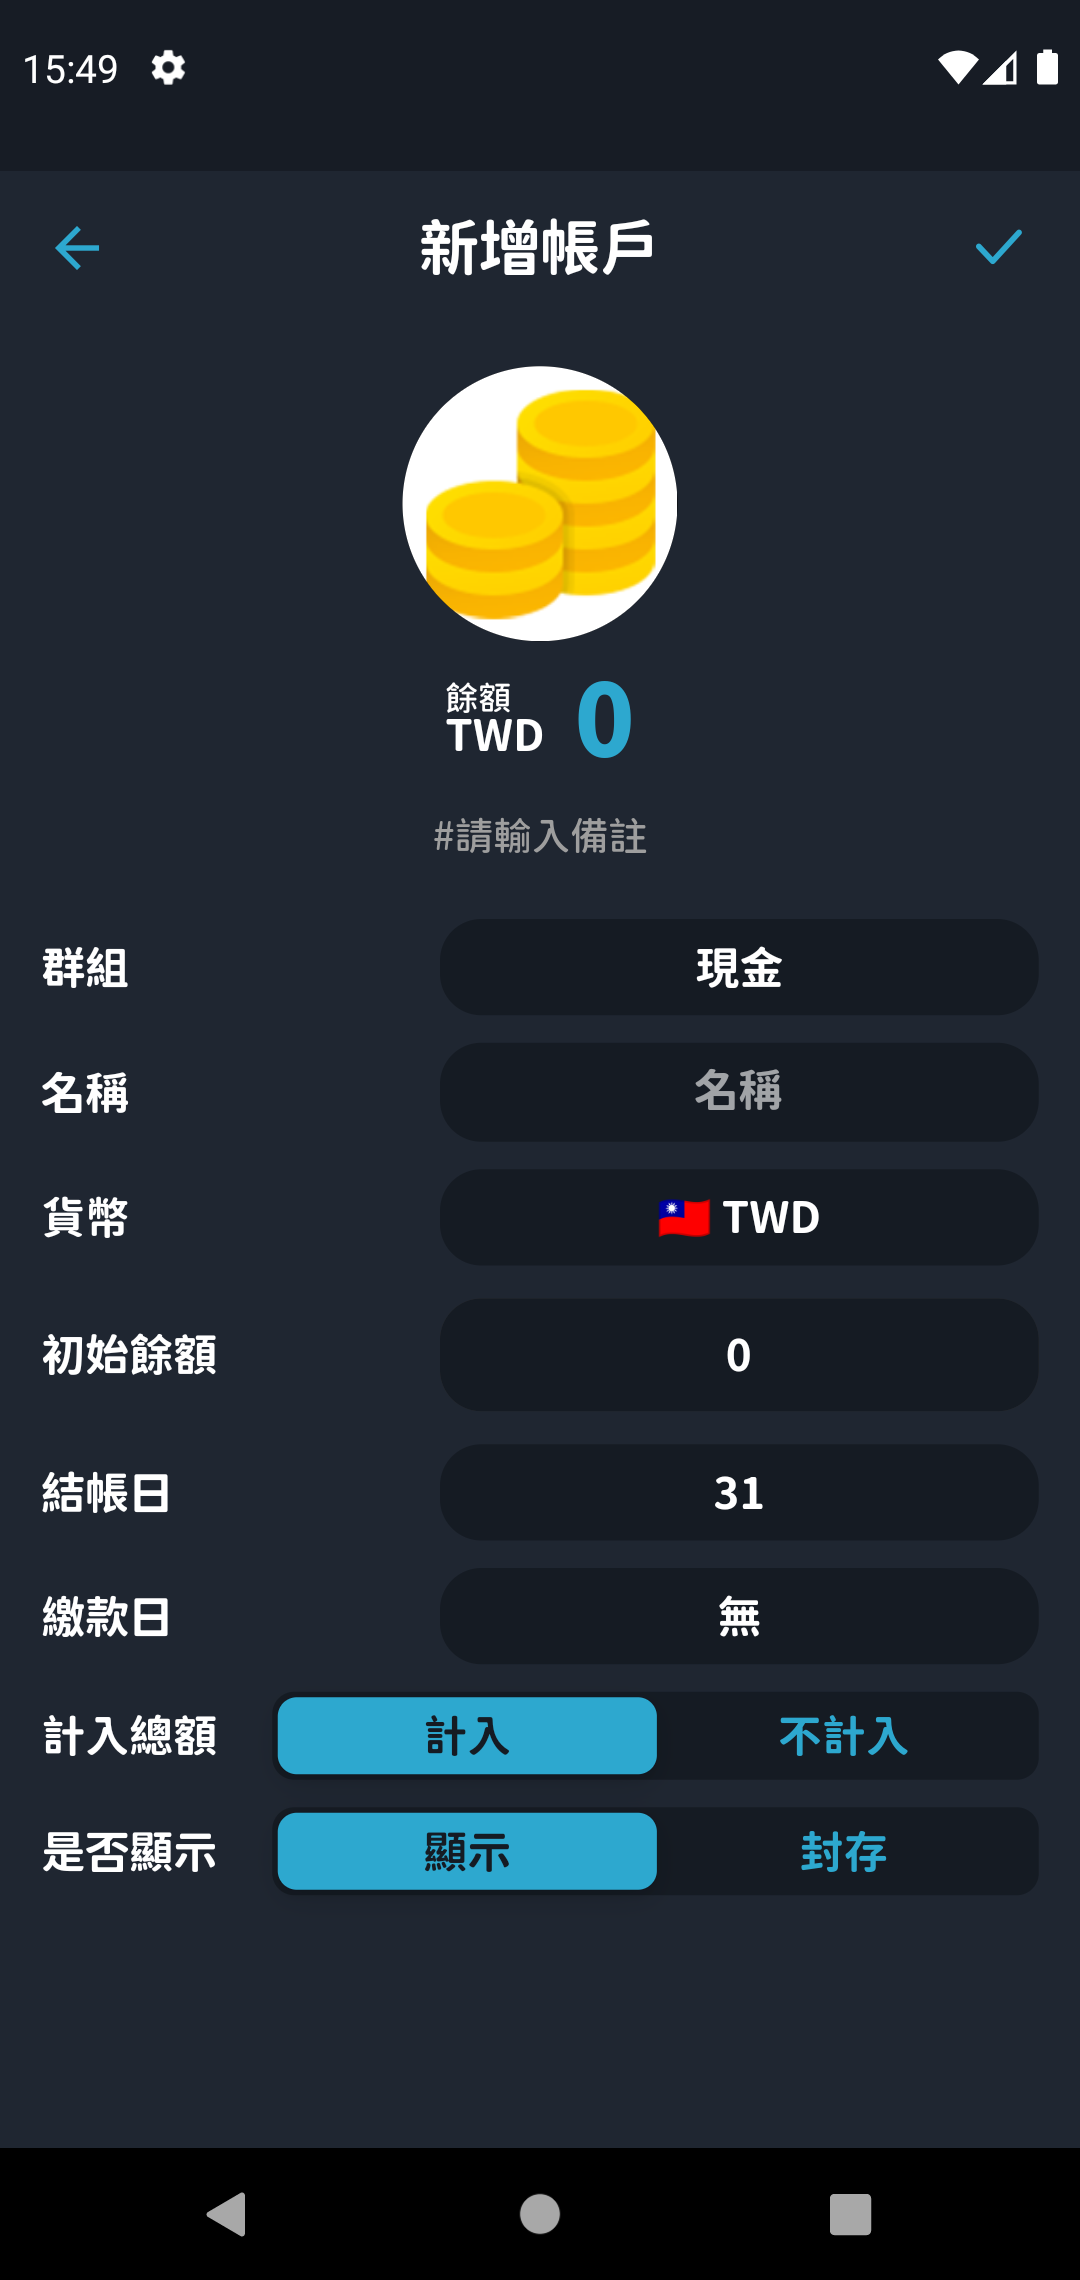 15:49
新增帳戶
餘額
TWD 0
#請輸入備註
群組 現金
名稱 名稱
貨幣 🇹🇼 TWD
初始餘額 0
結帳日 31
繳款日 無
計入總額 計入 不計入
是否顯示 顯示 封存